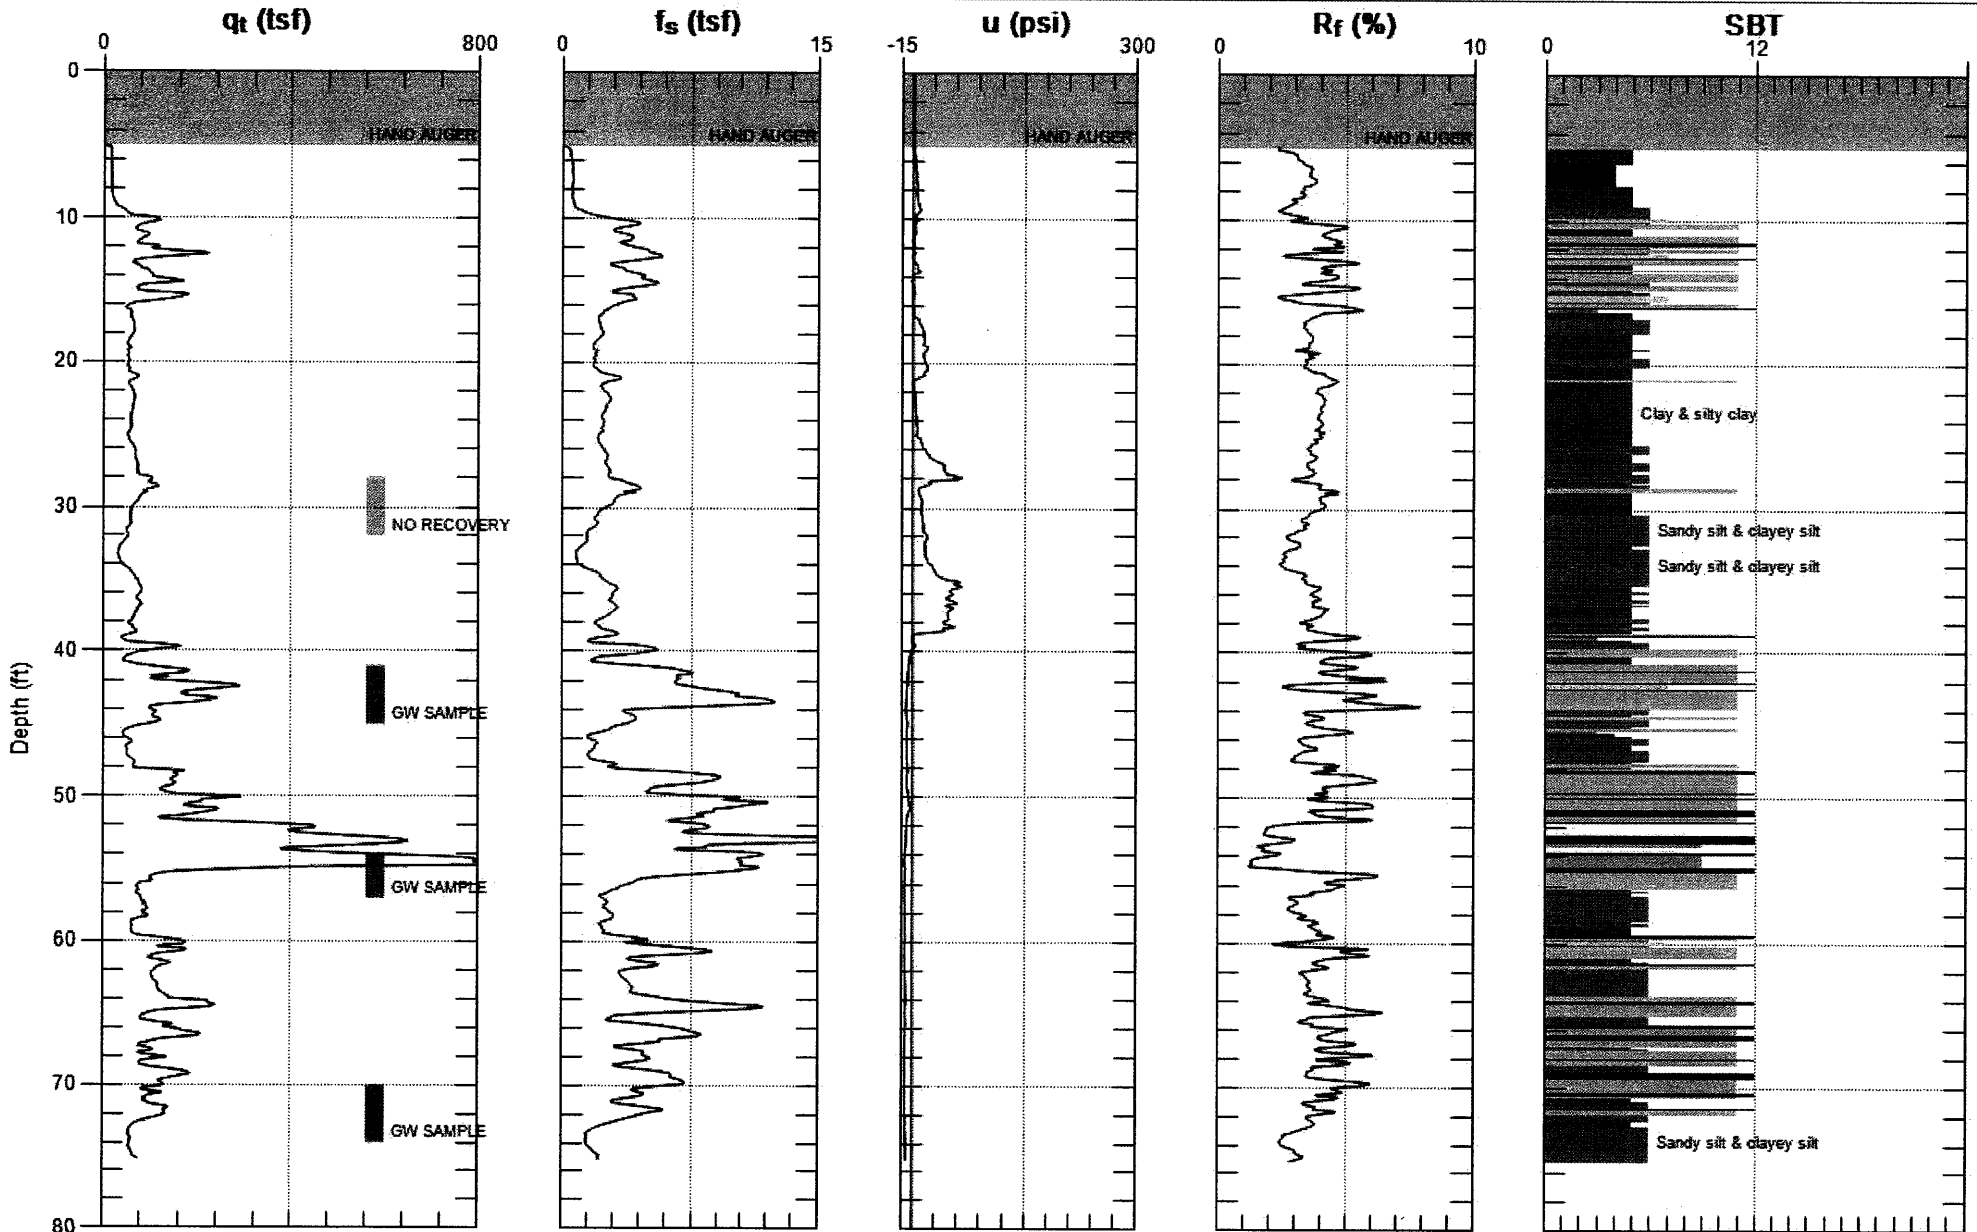 qt (tsf)
fs (tsf)
u (psi)
Rf (%)
SBT
0 800
0 15
-15 300
0 10
0 12
0
HAND AUGER
HAND AUGER
HAND AUGER
HAND AUGER
10
20
Clay & silty clay
30
NO RECOVERY
Sandy silt & clayey silt
Sandy silt & clayey silt
40
Depth (ft)
GW SAMPLE
50
GW SAMPLE
60
70
GW SAMPLE
Sandy silt & clayey silt
80